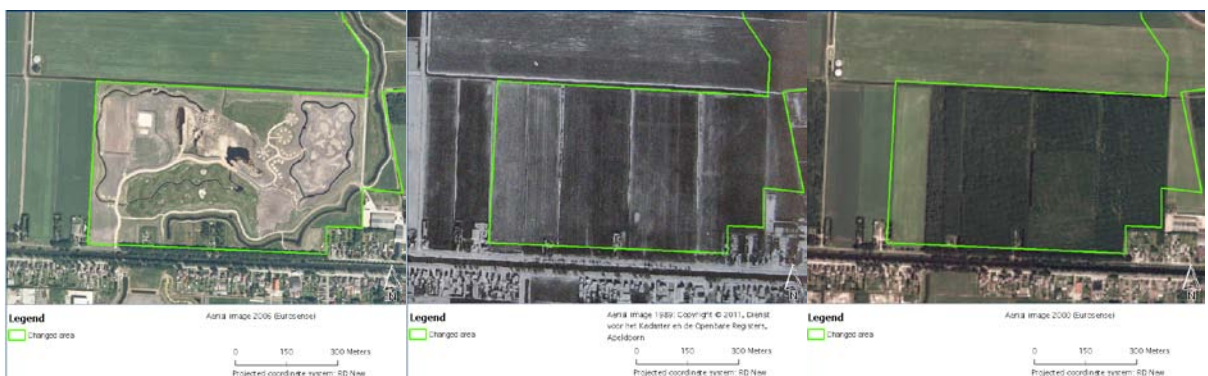 Legend
Aerial image 2006 (Eurosense)
Changed area
0 150 300 Meters
Projected coordinate system: RD New
N
Legend
Aerial image 1989: Copyright © 2011, Dienst
voor het Kadaster en de Openbare Registers,
Apeldoorn
Changed area
0 150 300 Meters
Projected coordinate system: RD New
N
Legend
Aerial image 2000 (Eurosense)
Changed area
0 150 300 Meters
Projected coordinate system: RD New
N